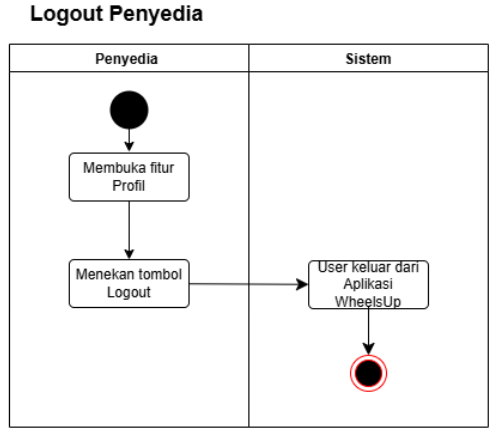 Logout Penyedia
Penyedia
Sistem
Membuka fitur
Profil
Menekan tombol
Logout
User keluar dari
Aplikasi
WheelsUp